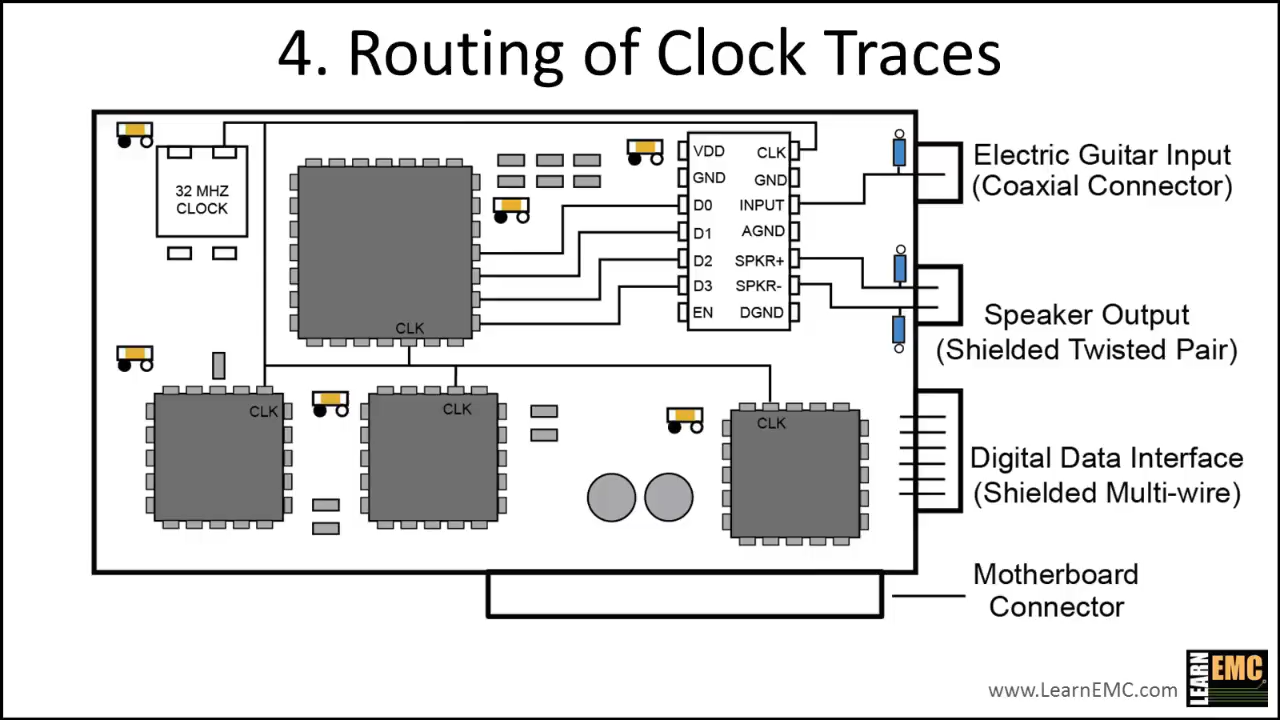 4. Routing of Clock Traces
32 MHZ
CLOCK
VDD
CLK
GND
GND
D0
INPUT
D1
AGND
D2
SPKR+
D3
SPKR-
EN
DGND
CLK
CLK
CLK
CLK
Electric Guitar Input
(Coaxial Connector)
Speaker Output
(Shielded Twisted Pair)
Digital Data Interface
(Shielded Multi-wire)
Motherboard
Connector
www.LearnEMC.com
LEARN
EMC